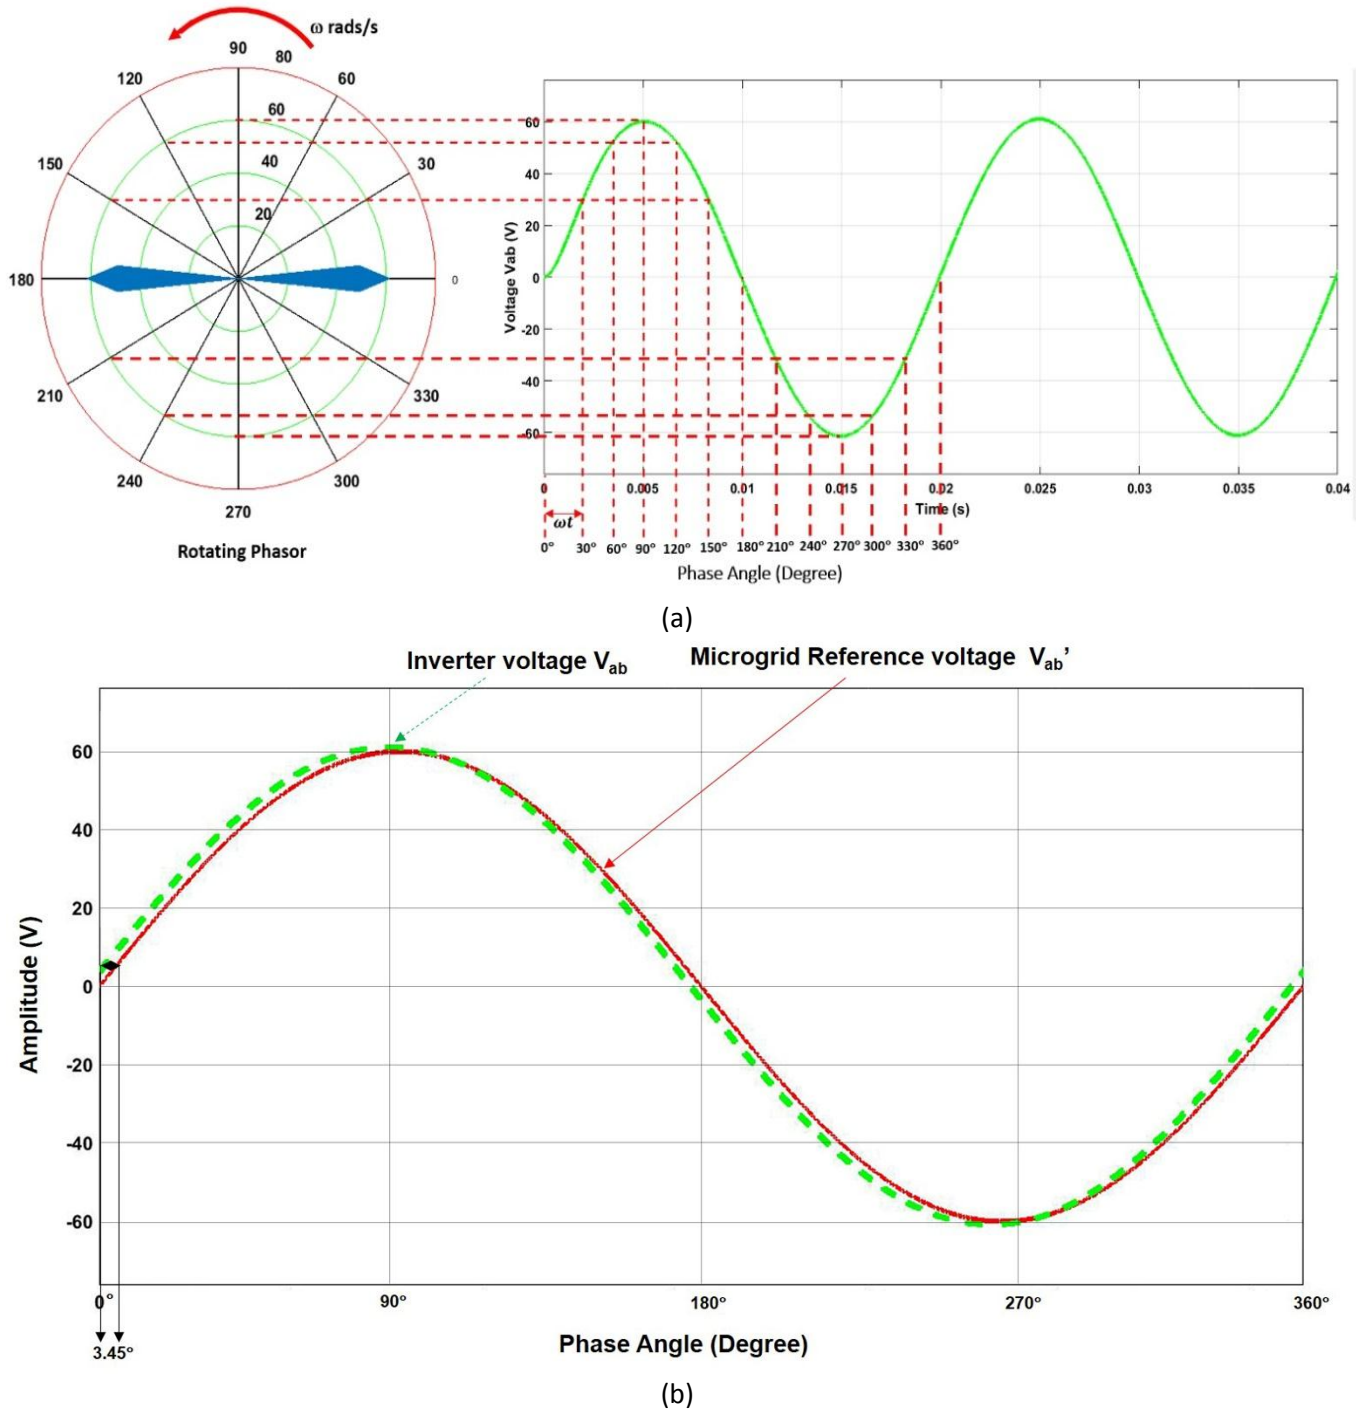 ω rads/s
90
80
120
60
60
150
40
30
20
180
0
210
330
240
300
270
Rotating Phasor
Voltage Vab (V)
60
40
20
0
-20
-40
-60
0
0.005
0.01
0.015
0.02
0.025
0.03
0.035
0.04
Time (s)
ωt
0° 30° 60° 90° 120° 150° 180° 210° 240° 270° 300° 330° 360°
Phase Angle (Degree)
(a)
Inverter voltage Vab
Microgrid Reference voltage Vab’
Amplitude (V)
60
40
20
0
-20
-40
-60
0° 90° 180° 270° 360°
3.45°
Phase Angle (Degree)
(b)